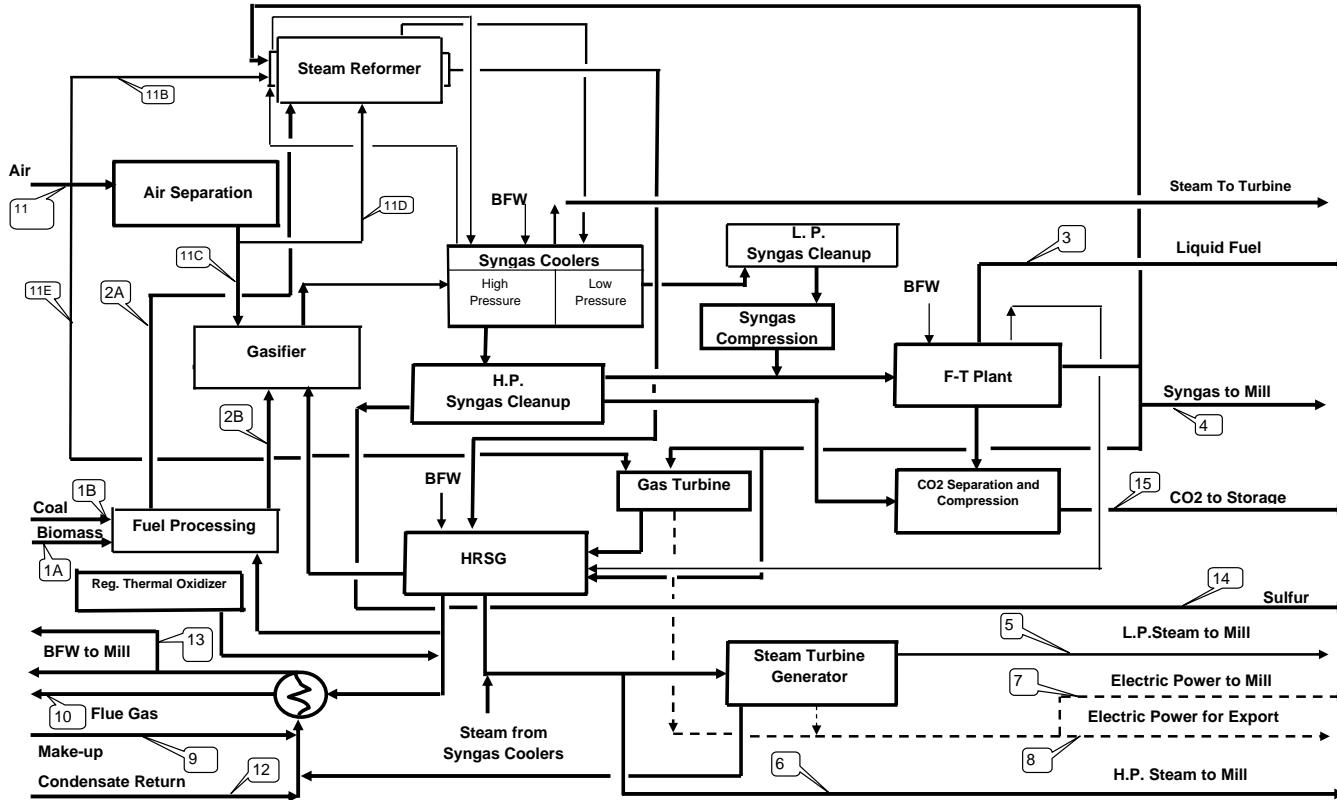 Steam Reformer
11B
Air
11
Air Separation
11D
BFW
Steam To Turbine
L. P.
Syngas Cleanup
3
Liquid Fuel
11C
Syngas Coolers
High
Pressure
Low
Pressure
11E
2A
BFW
Syngas
Compression
Gasifier
F-T Plant
H.P.
Syngas Cleanup
Syngas to Mill
4
2B
BFW
Gas Turbine
CO2 Separation and
Compression
15
CO2 to Storage
1B
Coal
Biomass
Fuel Processing
1A
HRSG
Reg. Thermal Oxidizer
14
Sulfur
13
BFW to Mill
5
L.P.Steam to Mill
Steam Turbine
Generator
7
Electric Power to Mill
10
Flue Gas
Electric Power for Export
Steam from
Syngas Coolers
Make-up
9
8
Condensate Return
12
6
H.P. Steam to Mill